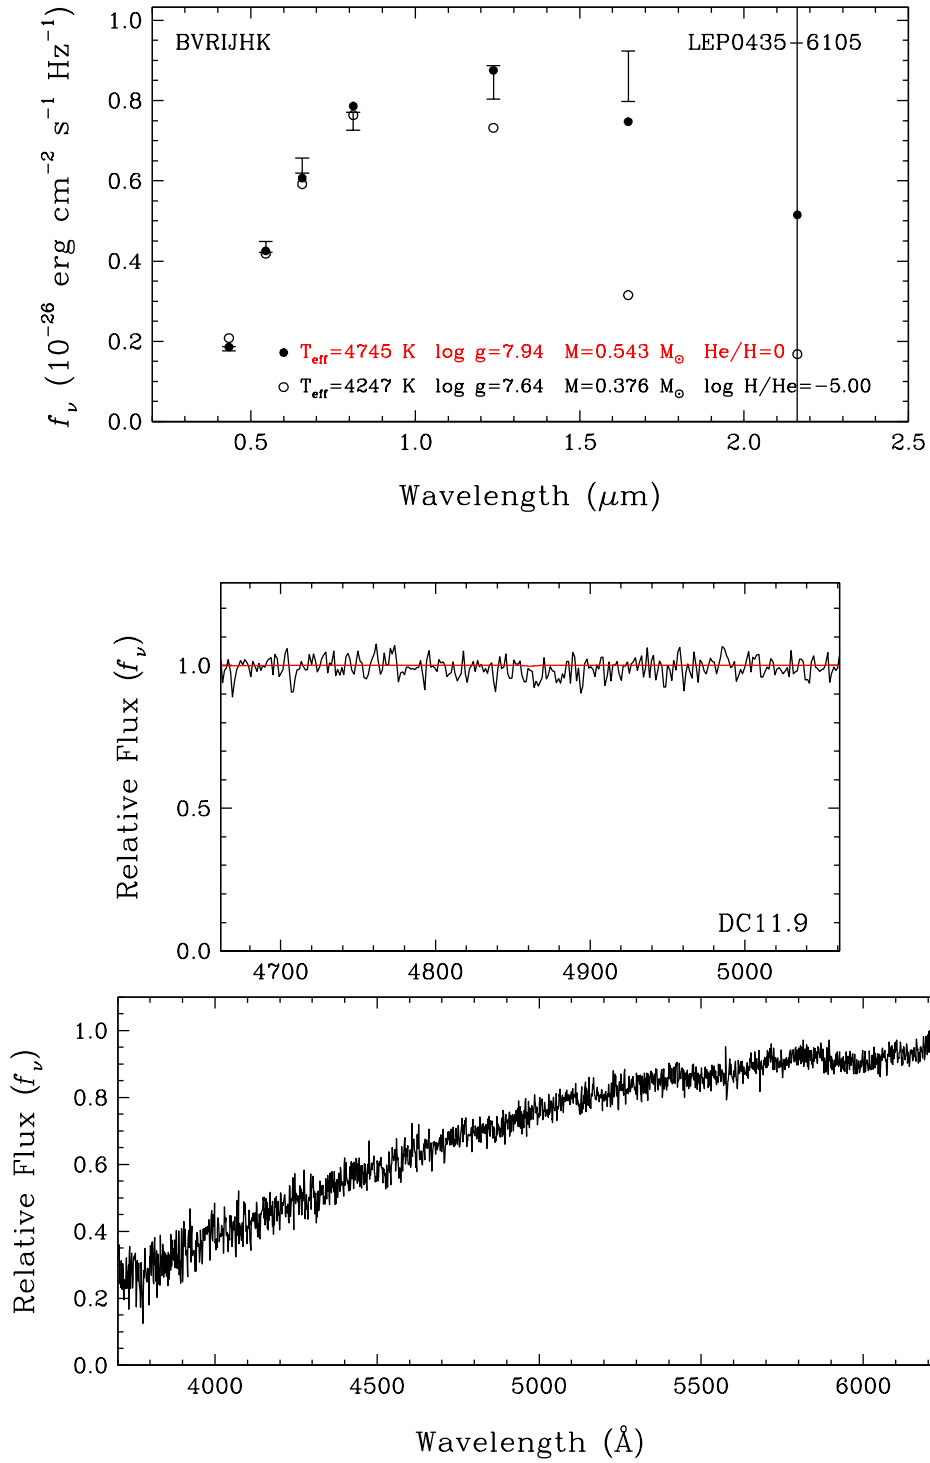 1.0
BVRIJHK
LEP0435−6105
0.8
0.6
0.4
0.2
0.0
f_ν (10⁻²⁶ erg cm⁻² s⁻¹ Hz⁻¹)
T_eff=4745 K log g=7.94 M=0.543 M_⊙ He/H=0
T_eff=4247 K log g=7.64 M=0.376 M_⊙ log H/He=−5.00
0.5 1.0 1.5 2.0 2.5
Wavelength (μm)
1.0
0.5
0.0
Relative Flux (f_ν)
DC11.9
4700 4800 4900 5000
1.0
0.8
0.6
0.4
0.2
0.0
Relative Flux (f_ν)
4000 4500 5000 5500 6000
Wavelength (Å)